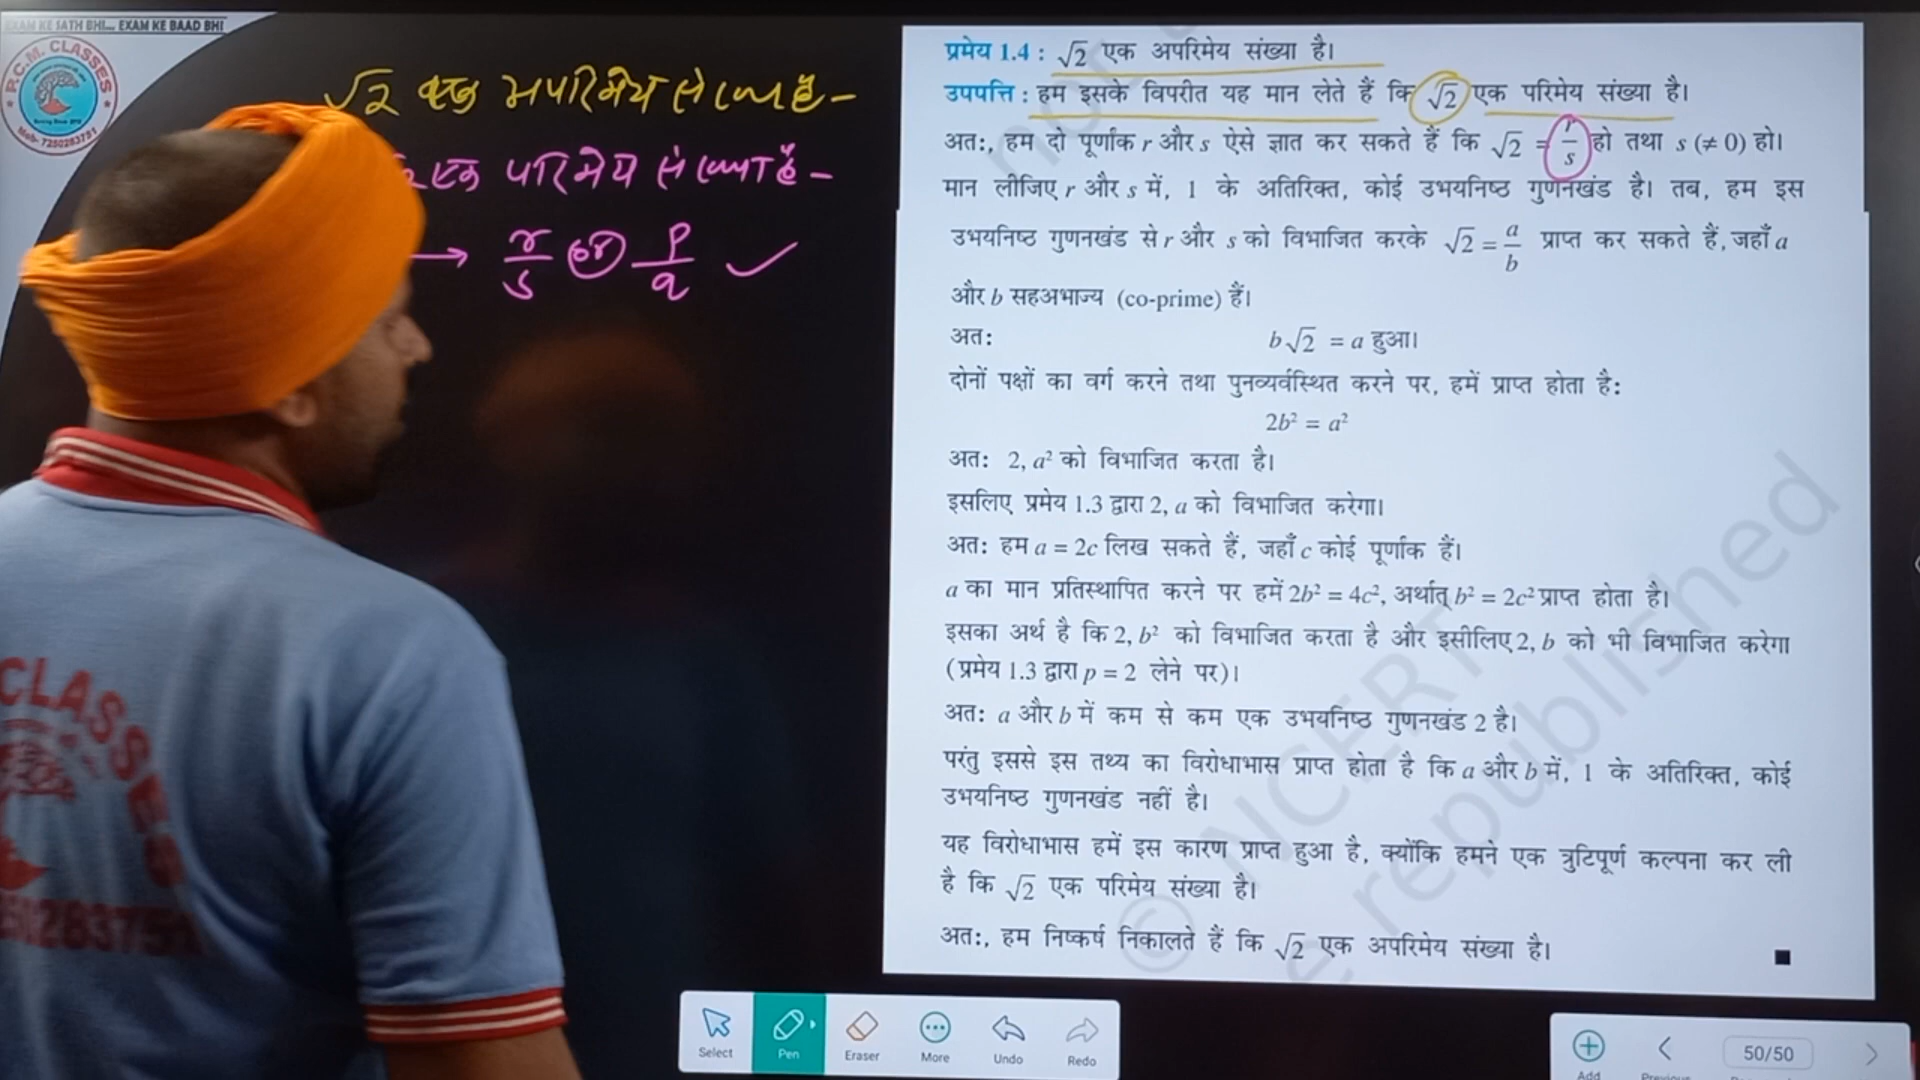 EXAM KE SATH BHI... EXAM KE BAAD BHI
P.C.M. CLASSES
Mob- 7250283751
√2 एक अपरिमेय संख्या है -
एक परिमेय संख्या है -
→ r/s or p/q ✓
CLASSES
प्रमेय 1.4 : √2 एक अपरिमेय संख्या है।
उपपत्ति : हम इसके विपरीत यह मान लेते हैं कि √2 एक परिमेय संख्या है।
अतः, हम दो पूर्णांक r और s ऐसे ज्ञात कर सकते हैं कि √2 = r/s हो तथा s (≠ 0) हो।
मान लीजिए r और s में, 1 के अतिरिक्त, कोई उभयनिष्ठ गुणनखंड है। तब, हम इस
उभयनिष्ठ गुणनखंड से r और s को विभाजित करके √2 = a/b प्राप्त कर सकते हैं, जहाँ a
और b सहअभाज्य (co-prime) हैं।
अतः b√2 = a हुआ।
दोनों पक्षों का वर्ग करने तथा पुनर्व्यवस्थित करने पर, हमें प्राप्त होता है:
2b² = a²
अतः 2, a² को विभाजित करता है।
इसलिए प्रमेय 1.3 द्वारा 2, a को विभाजित करेगा।
अतः हम a = 2c लिख सकते हैं, जहाँ c कोई पूर्णांक हैं।
a का मान प्रतिस्थापित करने पर हमें 2b² = 4c², अर्थात् b² = 2c² प्राप्त होता है।
इसका अर्थ है कि 2, b² को विभाजित करता है और इसीलिए 2, b को भी विभाजित करेगा
(प्रमेय 1.3 द्वारा p = 2 लेने पर)।
अतः a और b में कम से कम एक उभयनिष्ठ गुणनखंड 2 है।
परंतु इससे इस तथ्य का विरोधाभास प्राप्त होता है कि a और b में, 1 के अतिरिक्त, कोई
उभयनिष्ठ गुणनखंड नहीं है।
यह विरोधाभास हमें इस कारण प्राप्त हुआ है, क्योंकि हमने एक त्रुटिपूर्ण कल्पना कर ली
है कि √2 एक परिमेय संख्या है।
अतः, हम निष्कर्ष निकालते हैं कि √2 एक अपरिमेय संख्या है।
© NCERT
republished
Select
Pen
Eraser
More
Undo
Redo
Add
50/50